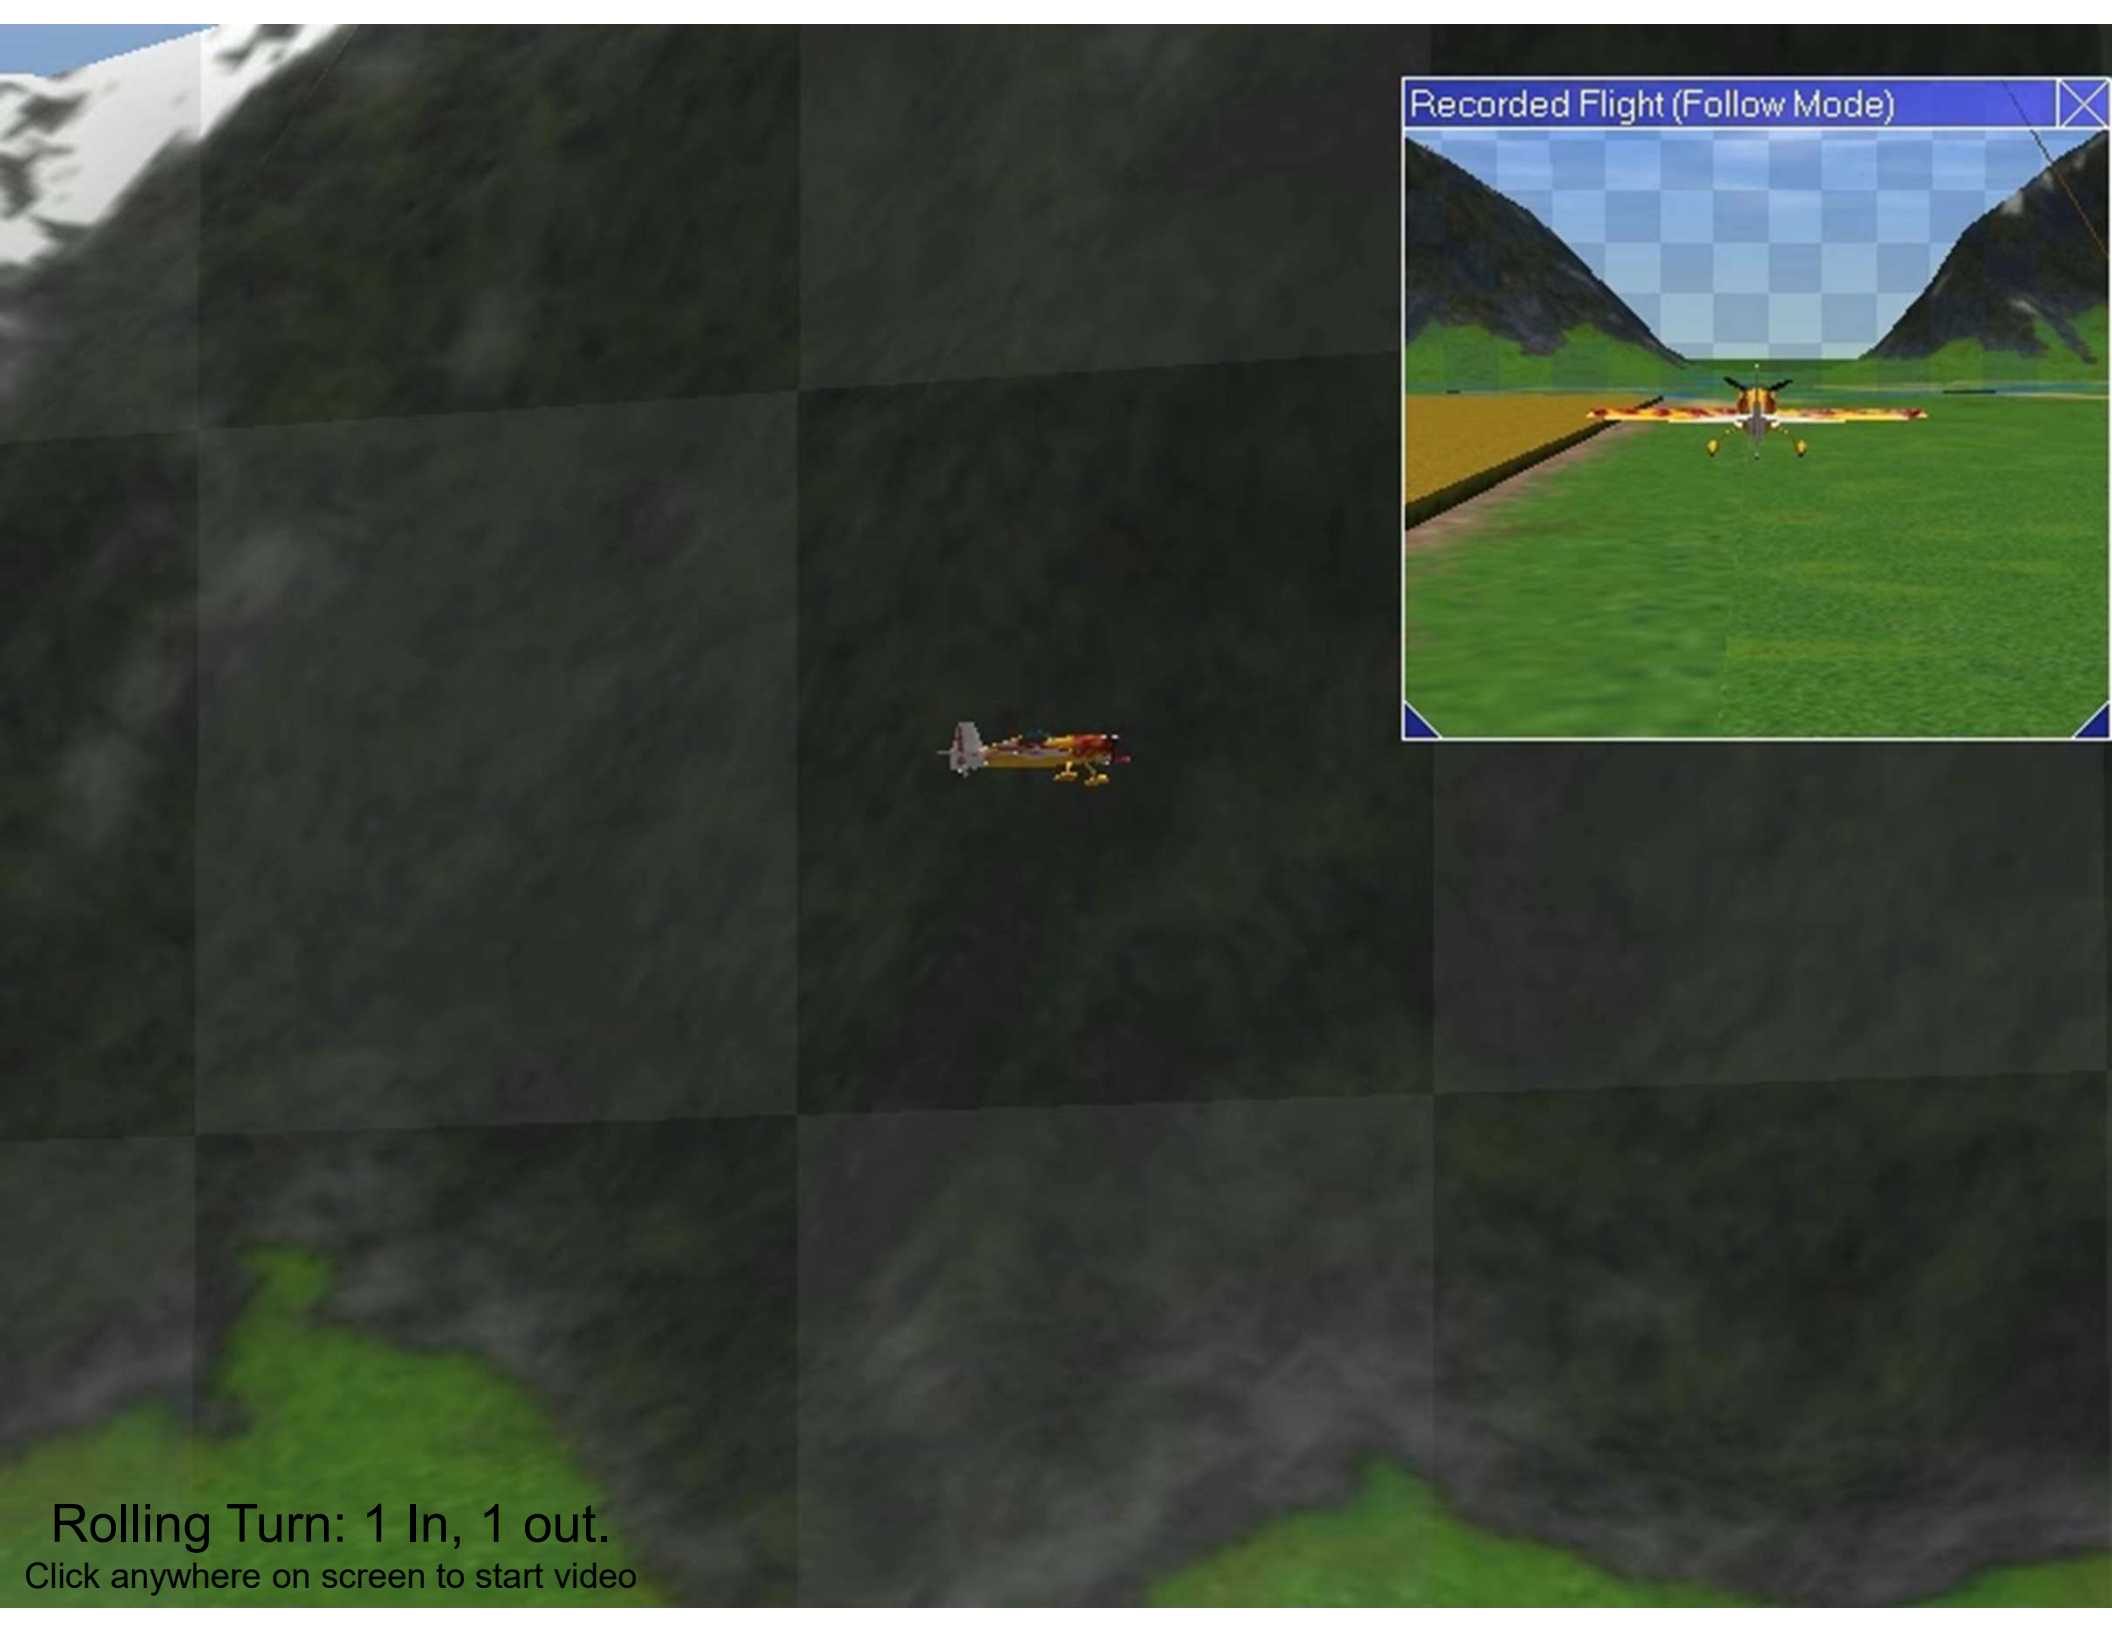 Recorded Flight (Follow Mode)
Rolling Turn: 1 In, 1 out.
Click anywhere on screen to start video